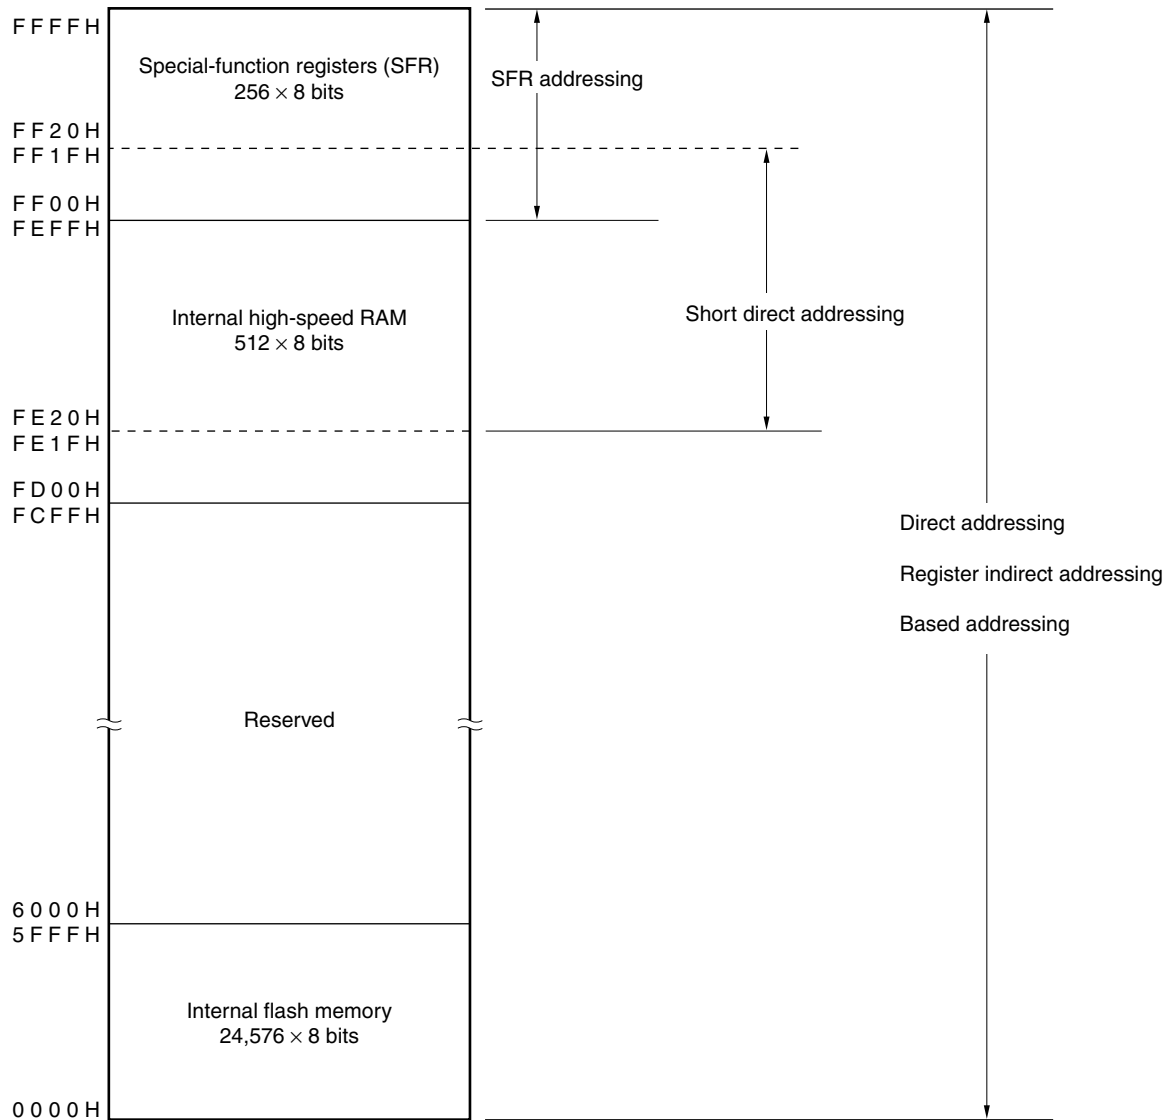 FFFFH
Special-function registers (SFR)
256 × 8 bits
SFR addressing
FF20H
FF1FH
FF00H
FEFFH
Internal high-speed RAM
512 × 8 bits
Short direct addressing
FE20H
FE1FH
FD00H
FCFFH
Direct addressing
Register indirect addressing
Based addressing
Reserved
6000H
5FFFH
Internal flash memory
24,576 × 8 bits
0000H